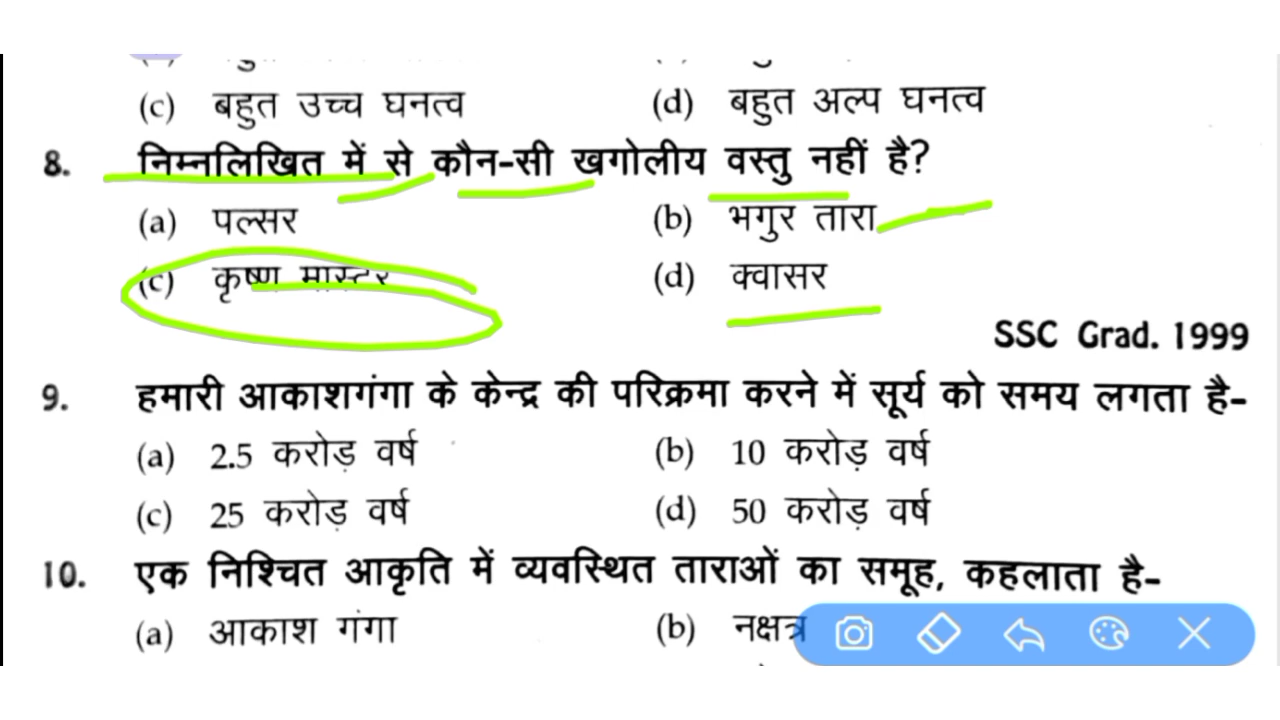 (c) बहुत उच्च घनत्व (d) बहुत अल्प घनत्व
8. निम्नलिखित में से कौन-सी खगोलीय वस्तु नहीं है?
(a) पल्सर (b) भगुर तारा
(c) कृष्ण मास्टर (d) क्वासर
SSC Grad. 1999
9. हमारी आकाशगंगा के केन्द्र की परिक्रमा करने में सूर्य को समय लगता है-
(a) 2.5 करोड़ वर्ष (b) 10 करोड़ वर्ष
(c) 25 करोड़ वर्ष (d) 50 करोड़ वर्ष
10. एक निश्चित आकृति में व्यवस्थित ताराओं का समूह, कहलाता है-
(a) आकाश गंगा (b) नक्षत्र